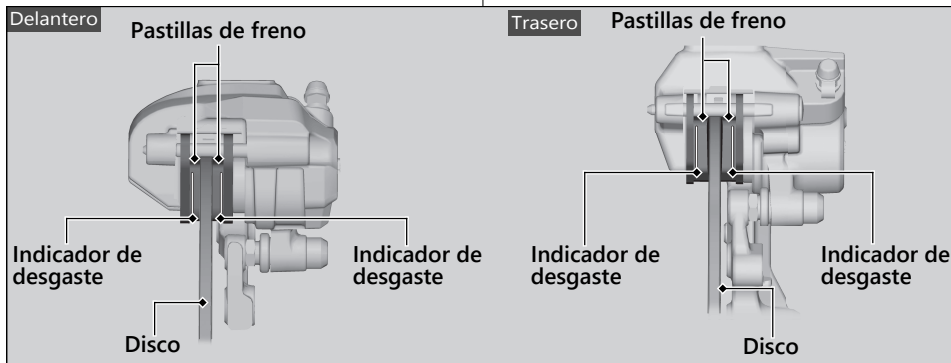 Delantero
Pastillas de freno
Indicador de
desgaste
Indicador de
desgaste
Disco
Trasero
Pastillas de freno
Indicador de
desgaste
Indicador de
desgaste
Disco